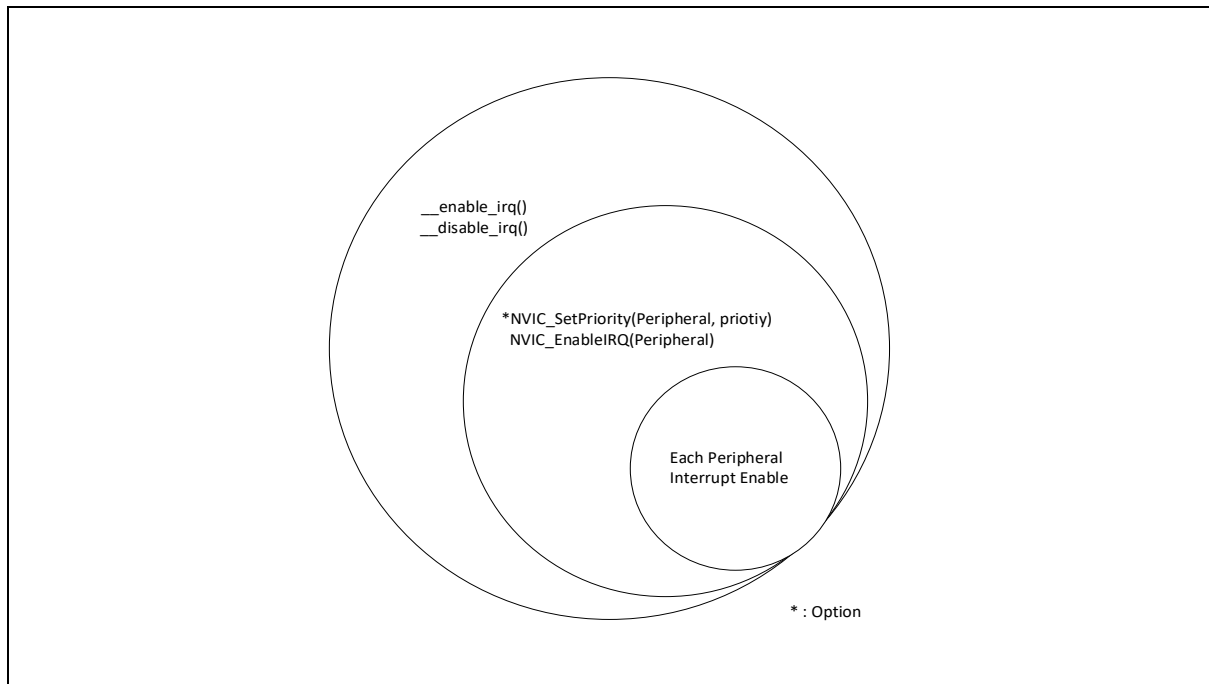 __enable_irq()
__disable_irq()
*NVIC_SetPriority(Peripheral, priotiy)
NVIC_EnableIRQ(Peripheral)
Each Peripheral
Interrupt Enable
* : Option